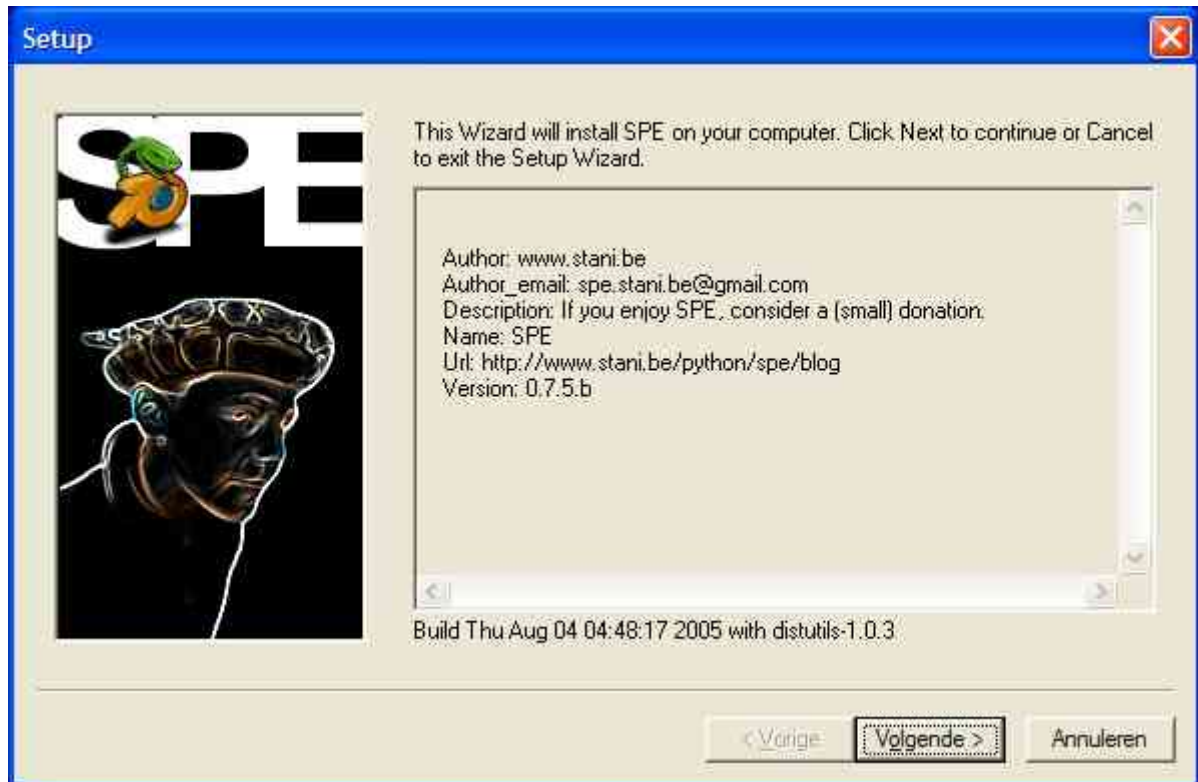 Setup
SPE
This Wizard will install SPE on your computer. Click Next to continue or Cancel
to exit the Setup Wizard.
Author: www.stani.be
Author_email: spe.stani.be@gmail.com
Description: If you enjoy SPE, consider a (small) donation.
Name: SPE
Url: http://www.stani.be/python/spe/blog
Version: 0.7.5.b
Build Thu Aug 04 04:48:17 2005 with distutils-1.0.3
< Vorige
Volgende >
Annuleren